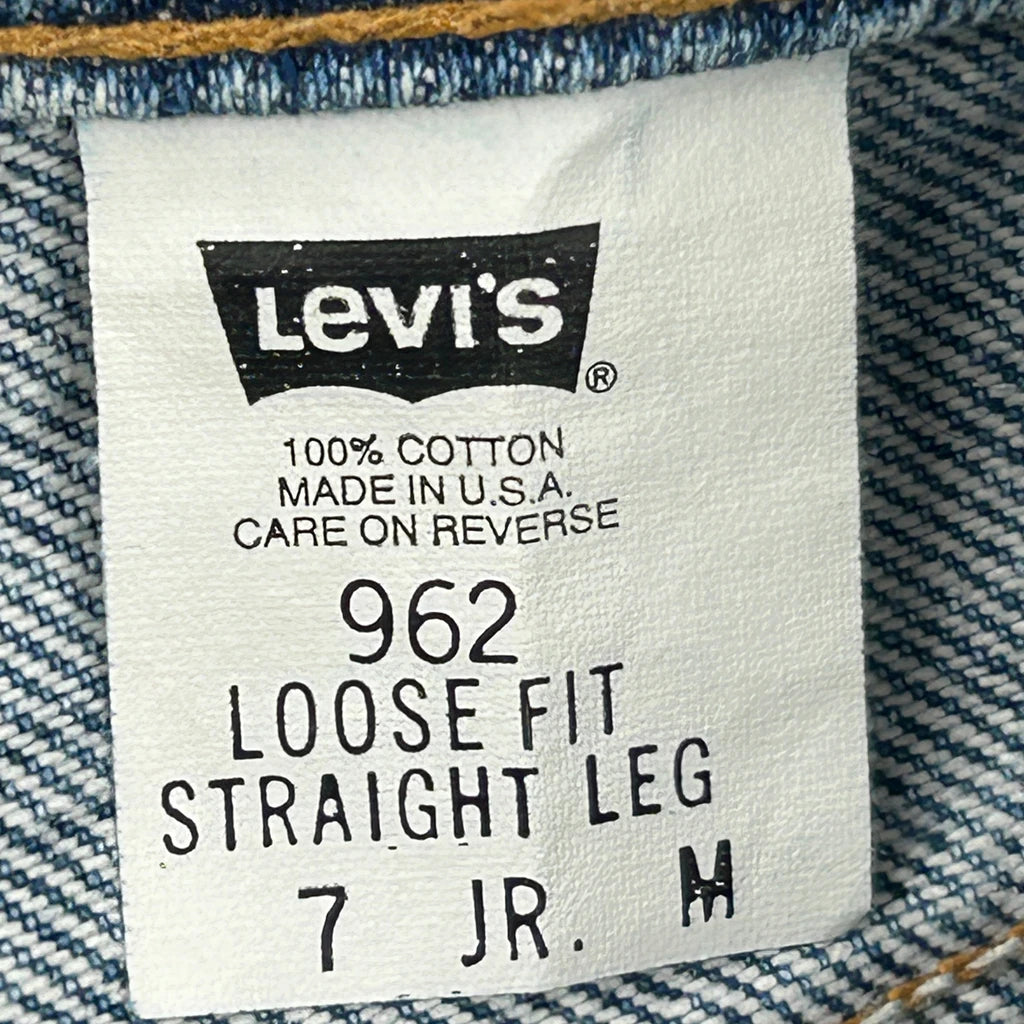 Levi's®
100% COTTON
MADE IN U.S.A.
CARE ON REVERSE
962
LOOSE FIT
STRAIGHT LEG
7 JR. M